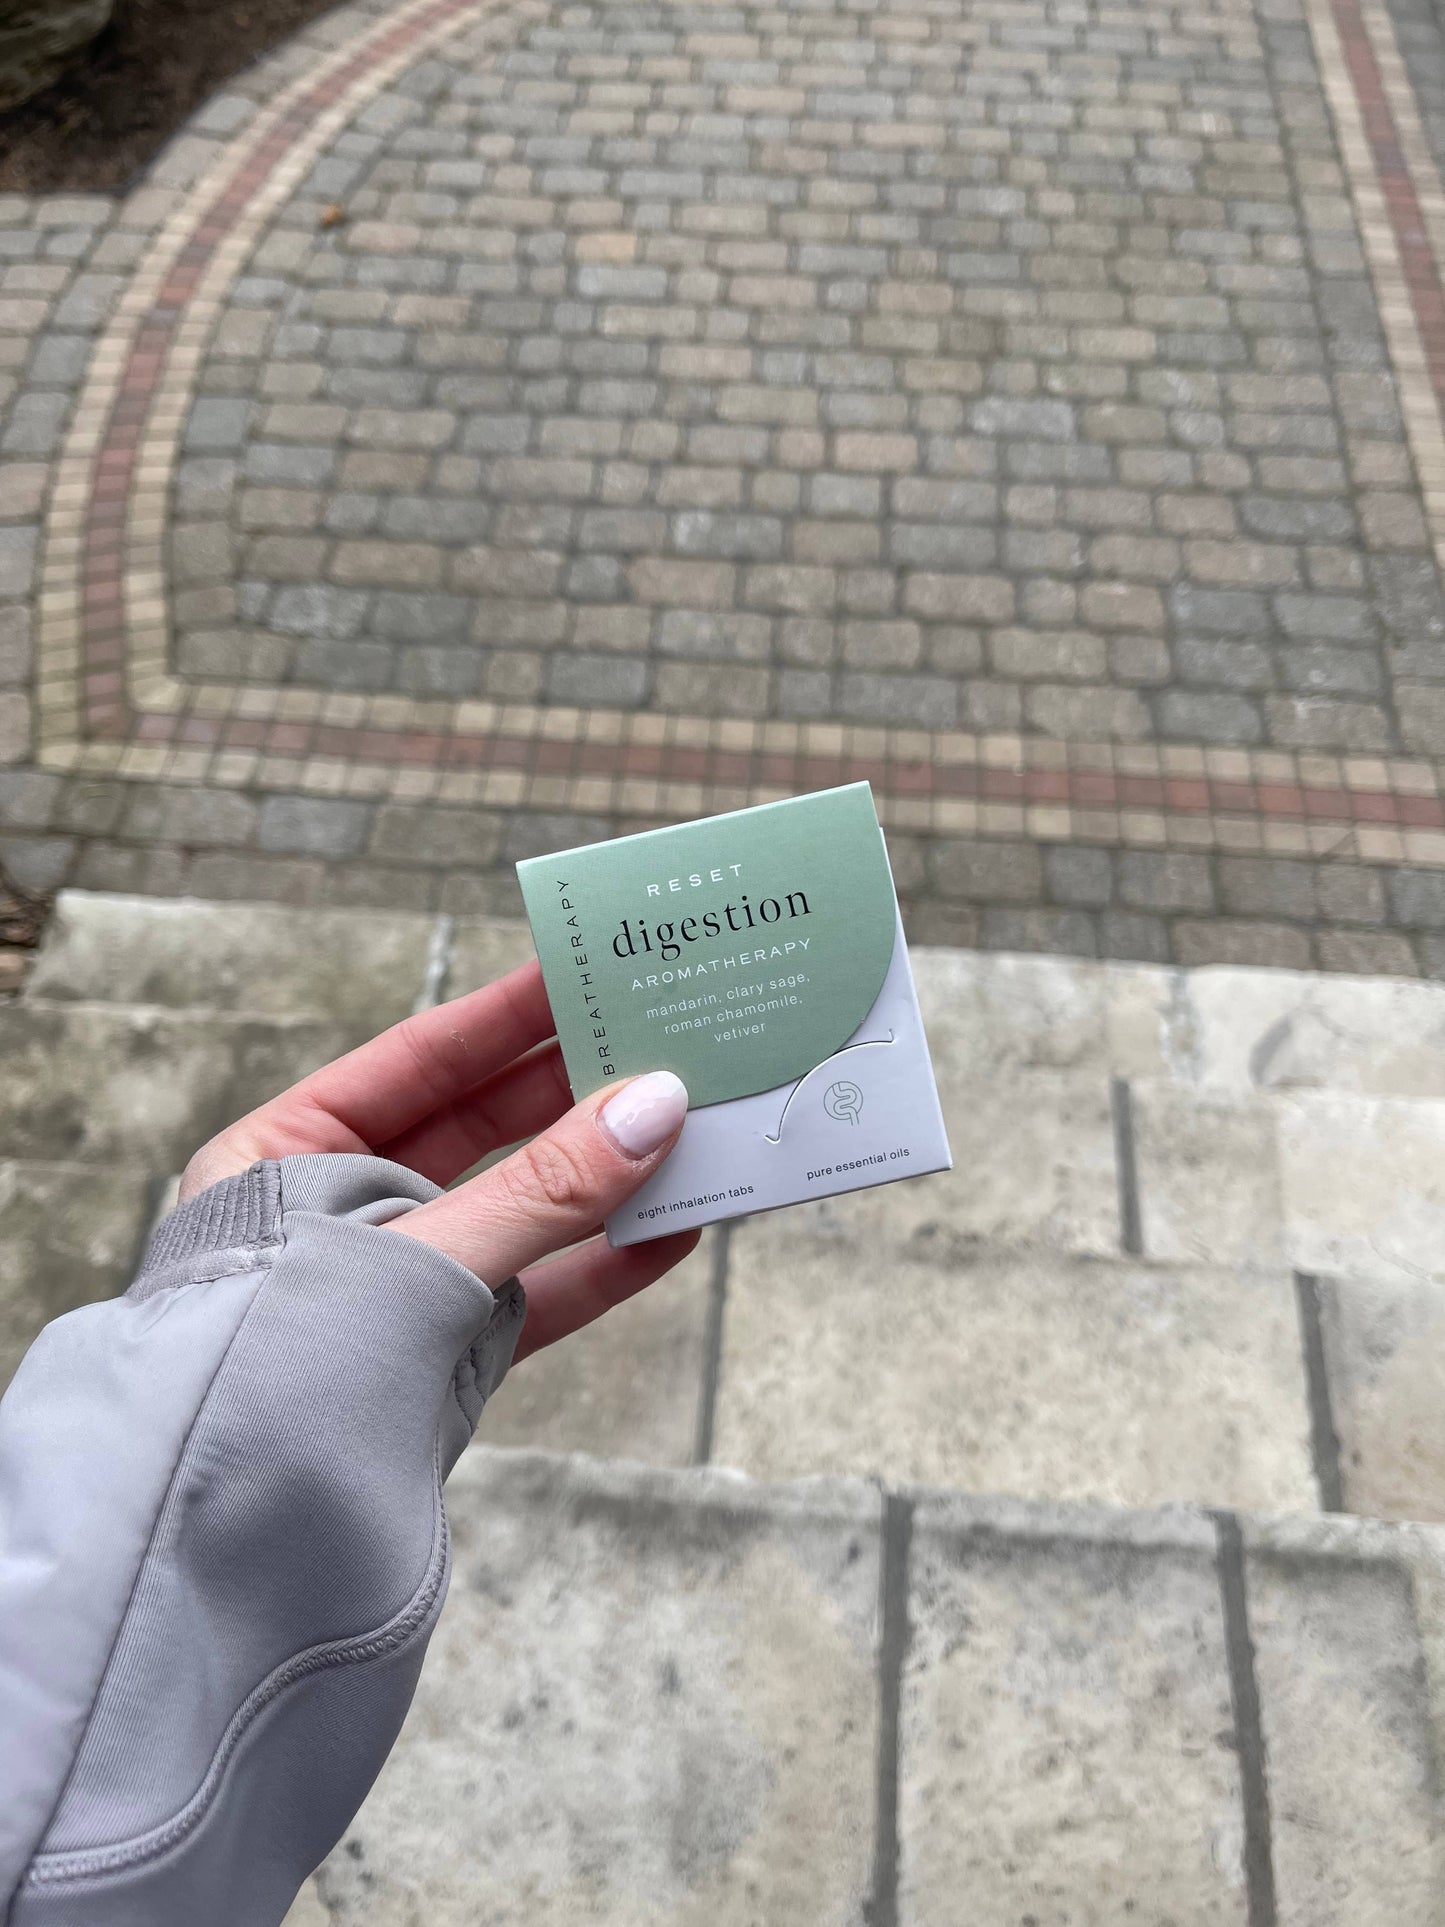 BREATHERAPY
RESET
digestion
AROMATHERAPY
mandarin, clary sage,
roman chamomile,
vetiver
eight inhalation tabs
pure essential oils